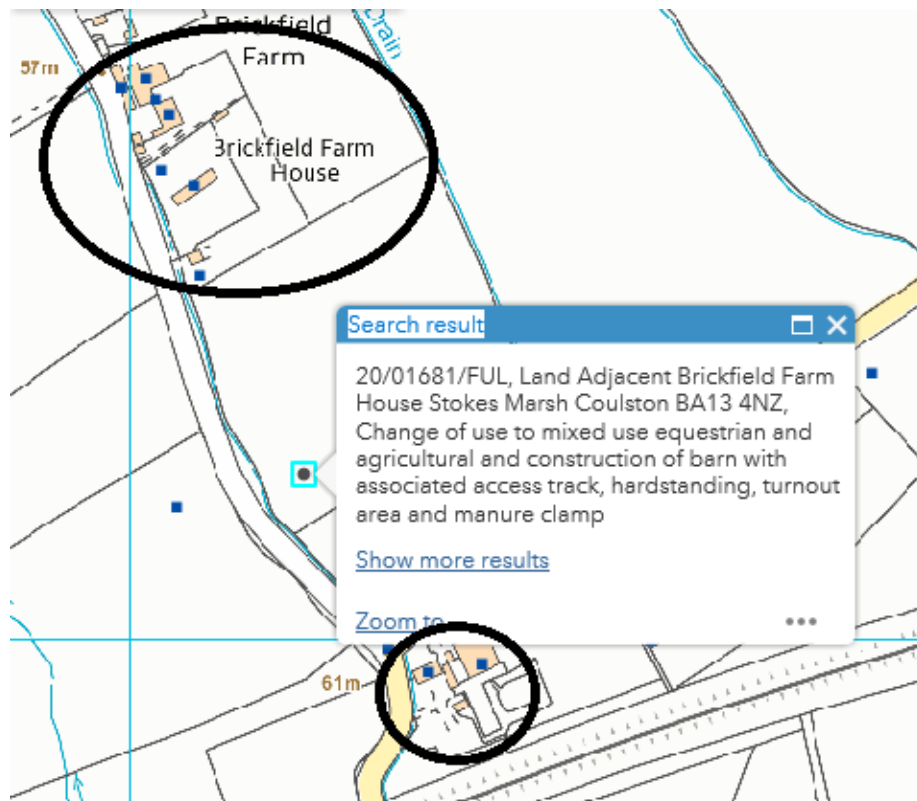 Brickfield
Farm
Drain
57m
Brickfield Farm
House
Search result
20/01681/FUL, Land Adjacent Brickfield Farm
House Stokes Marsh Coulston BA13 4NZ,
Change of use to mixed use equestrian and
agricultural and construction of barn with
associated access track, hardstanding, turnout
area and manure clamp
Show more results
Zoom to
61m